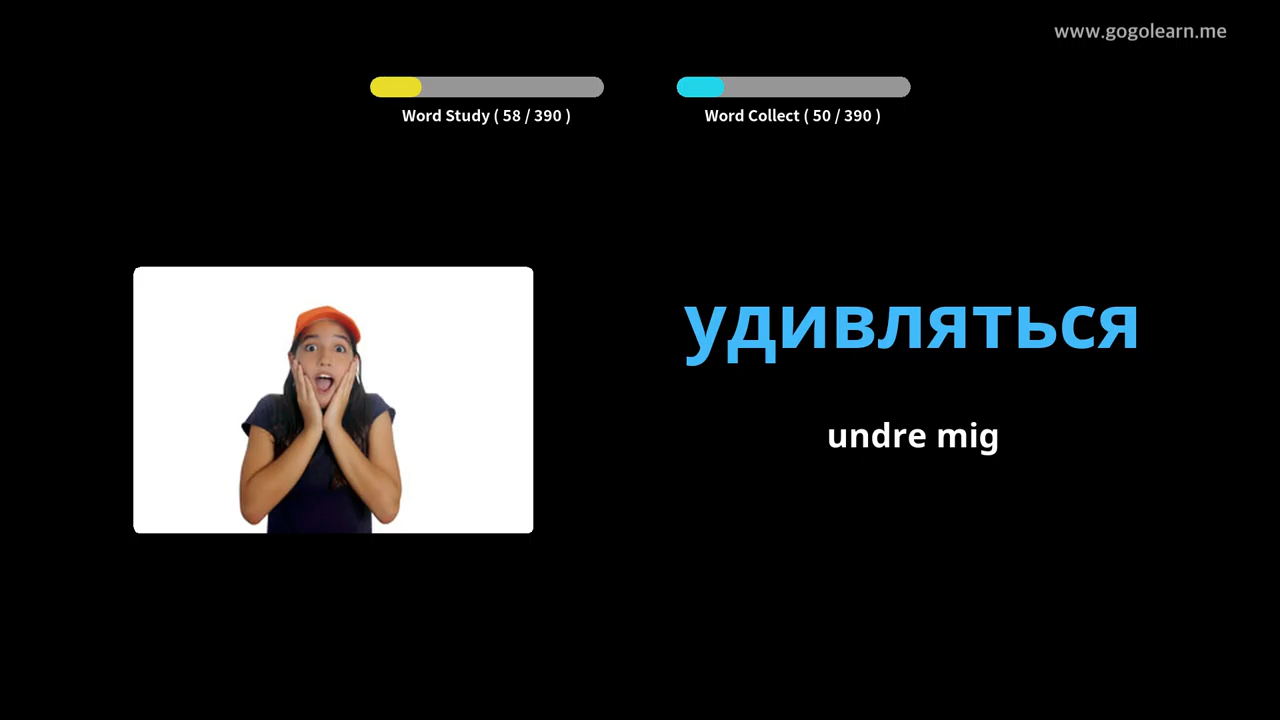 www.gogolearn.me
Word Study ( 58 / 390 )
Word Collect ( 50 / 390 )
удивляться
undre mig